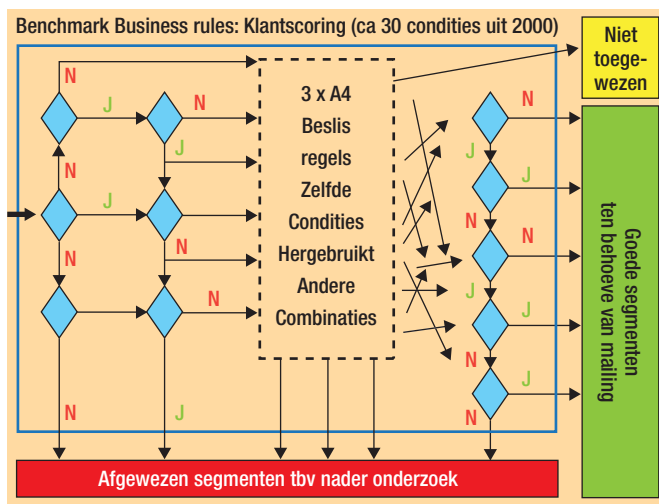 Benchmark Business rules: Klantscoring (ca 30 condities uit 2000)
Niet
toege-
wezen
N
J
N
J
N
J
N
N
N
N
J
3 x A4
Beslis
regels
Zelfde
Condities
Hergebruikt
Andere
Combinaties
N
J
J
N
N
J
J
N
J
N
Goede segmenten
ten behoeve van mailing
Afgewezen segmenten tbv nader onderzoek